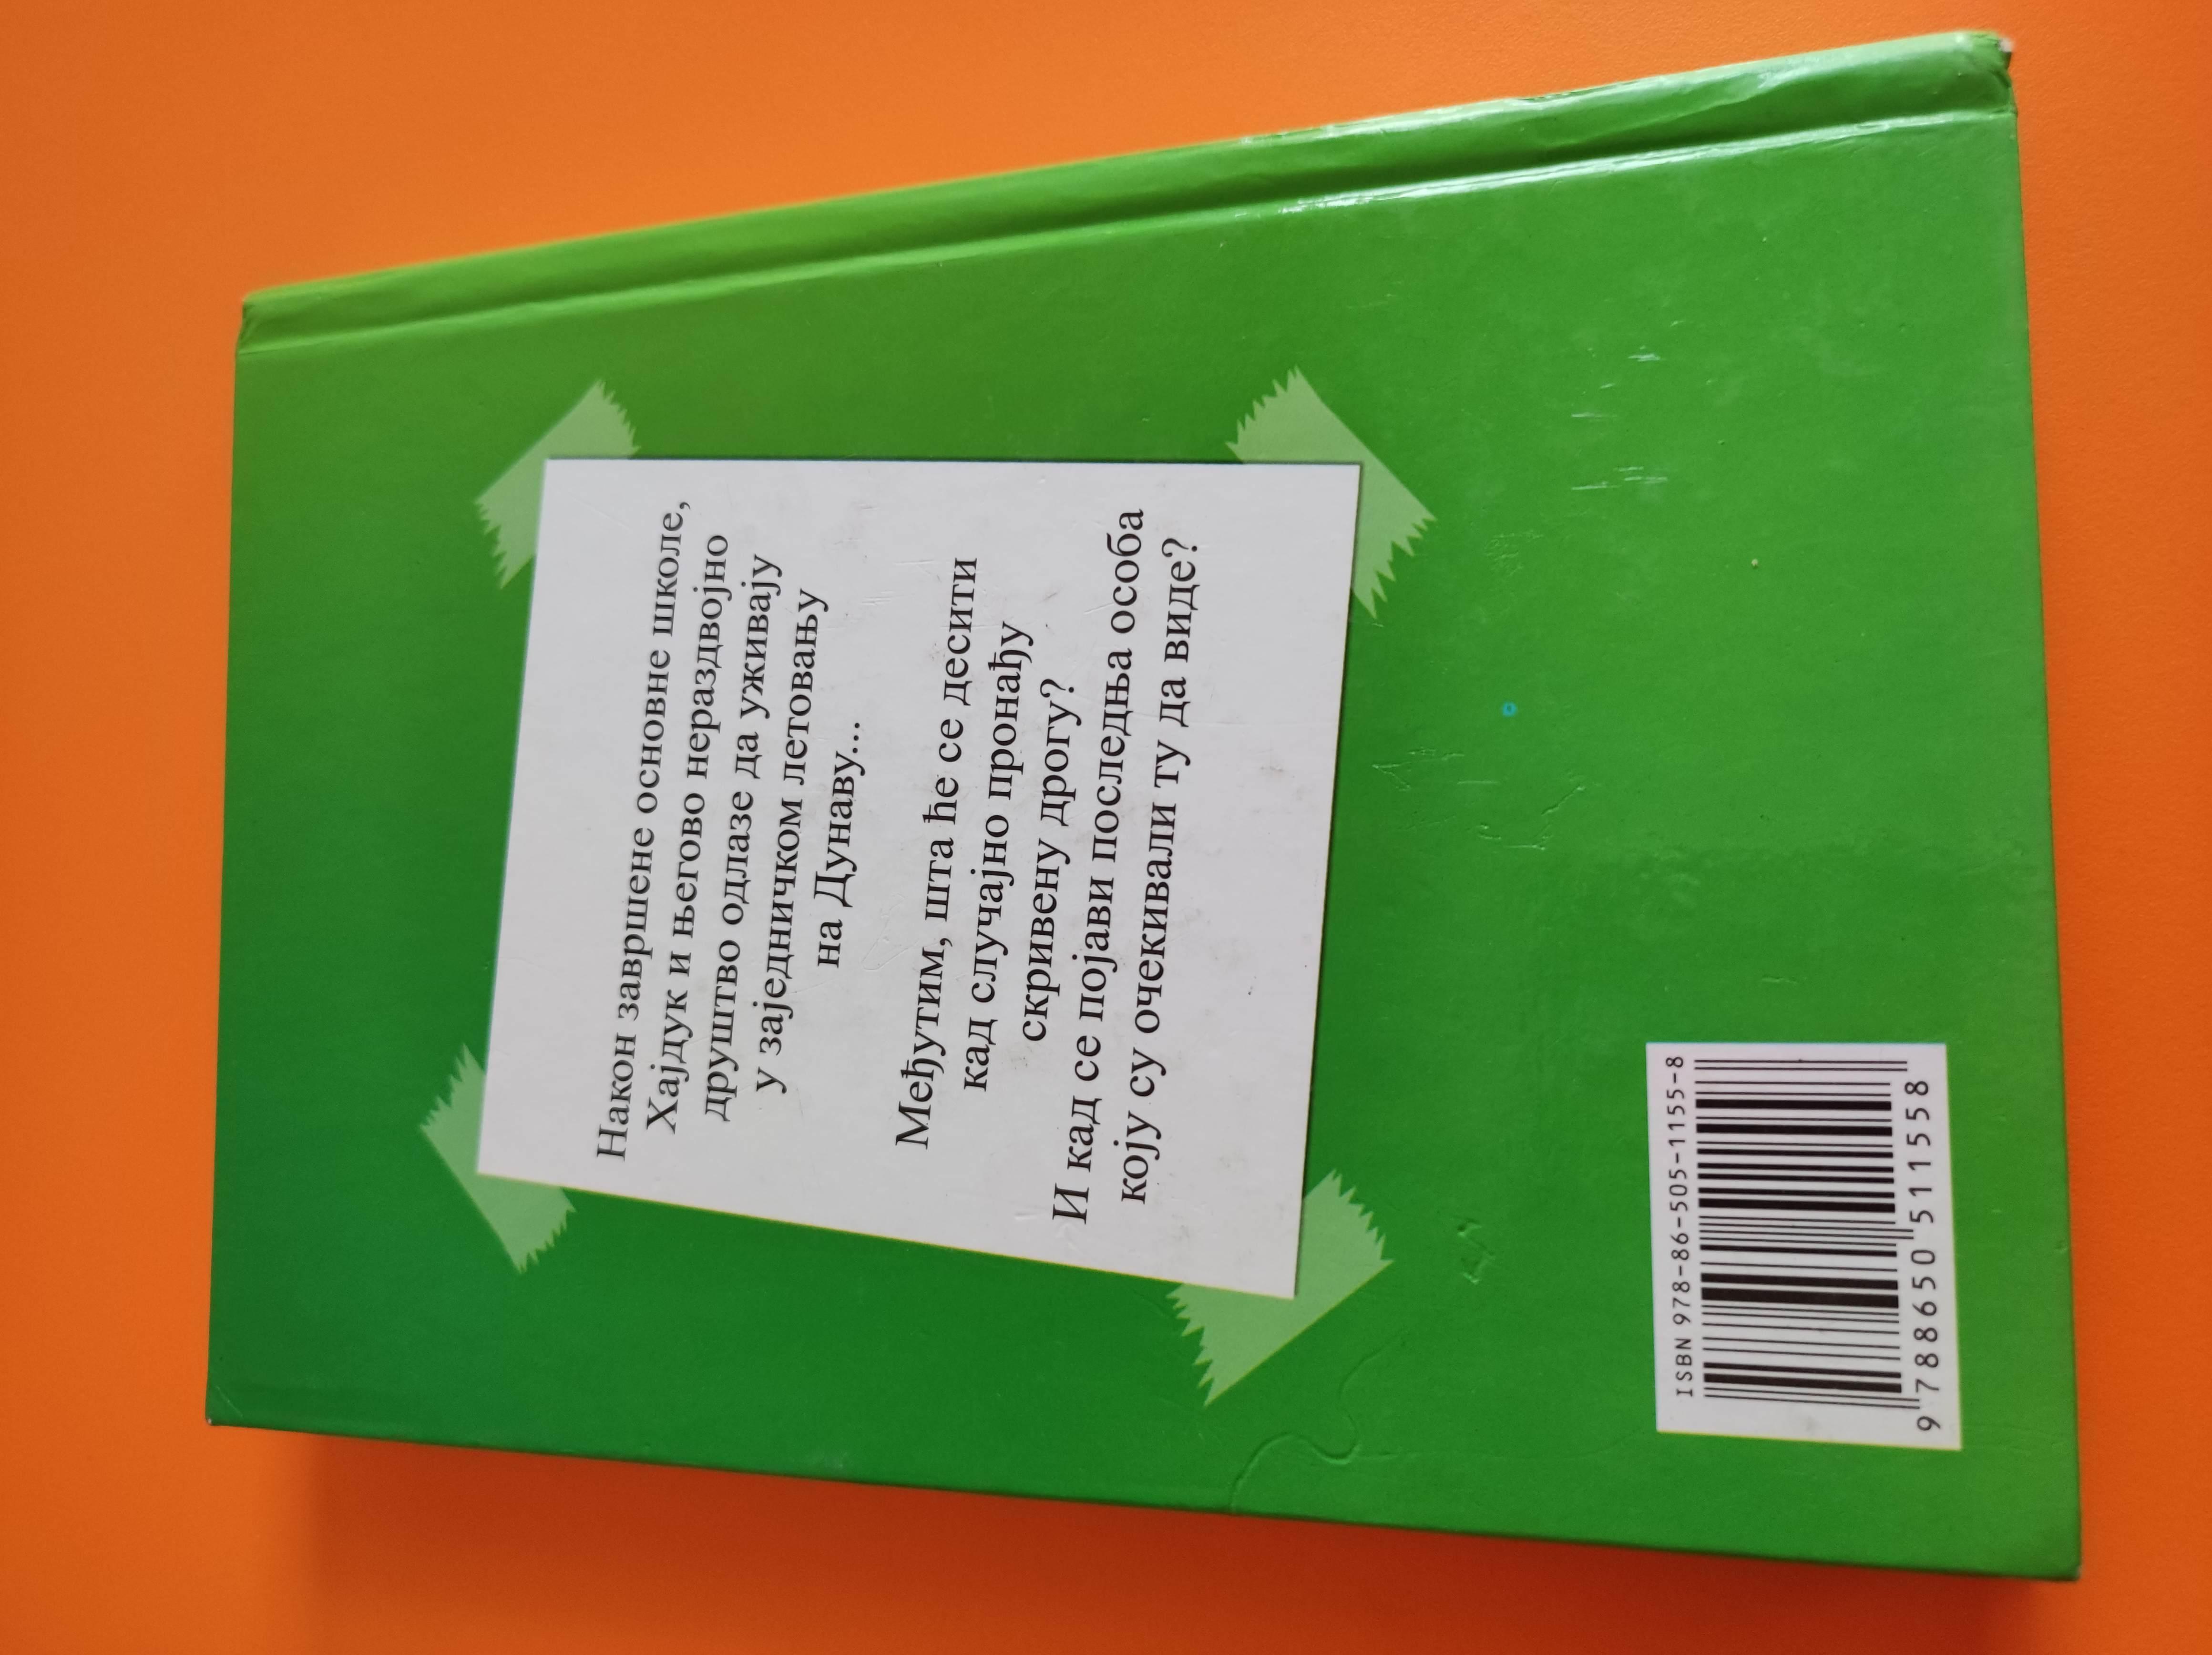 Након завршене основне школе,
Хајдук и његово нераздвојно
друштво одлазе да уживају
у заједничком летовању
на Дунаву...
Међутим, шта ће се десити
кад случајно пронађу
скривену дрогу?
И кад се појави последња особа
коју су очекивали ту да виде?
ISBN 978-86-505-1155-8
9 788650 511558